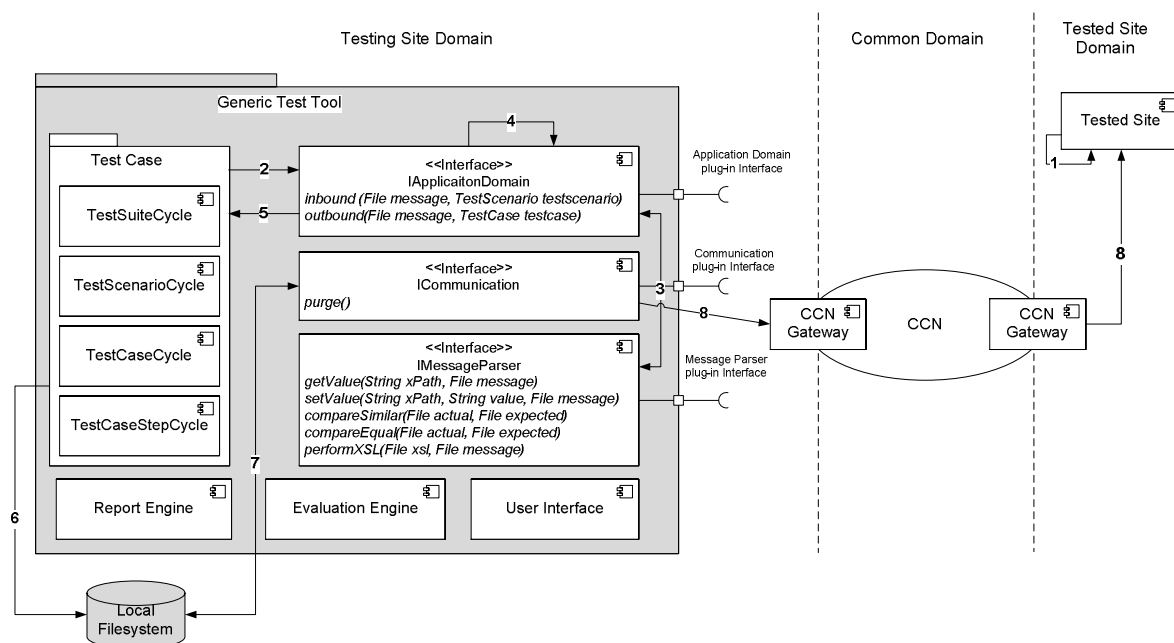 Testing Site Domain
Common Domain
Tested Site
Domain
Generic Test Tool
Test Case
TestSuiteCycle
TestScenarioCycle
TestCaseCycle
TestCaseStepCycle
2
5
4
<<Interface>>
IApplicaitonDomain
inbound (File message, TestScenario testscenario)
outbound(File message, TestCase testcase)
<<Interface>>
ICommunication
purge()
<<Interface>>
IMessageParser
getValue(String xPath, File message)
setValue(String xPath, String value, File message)
compareSimilar(File actual, File expected)
compareEqual(File actual, File expected)
performXSL(File xsl, File message)
3
7
6
8
Application Domain
plug-in Interface
Communication
plug-in Interface
Message Parser
plug-in Interface
Report Engine
Evaluation Engine
User Interface
Local
Filesystem
CCN
Gateway
CCN
CCN
Gateway
Tested Site
1
8